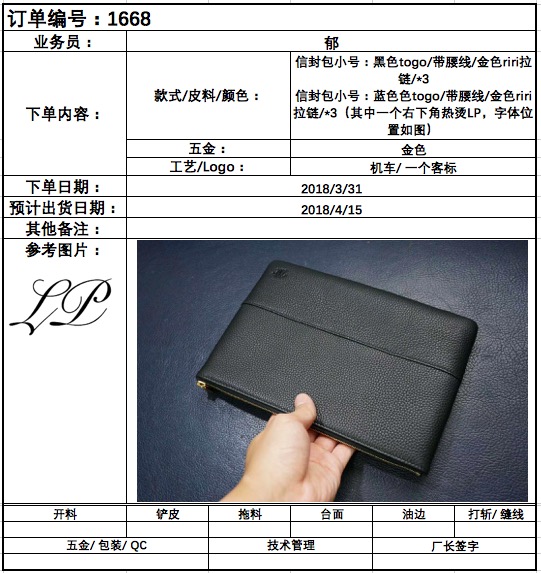 订单编号：1668
业务员：
郁
下单内容：
款式/皮料/颜色：
信封包小号：黑色togo/带腰线/金色riri拉
链/*3
信封包小号：蓝色色togo/带腰线/金色riri
拉链/*3（其中一个右下角热烫LP，字体位
置如图）
五金：
金色
工艺/Logo：
机车/ 一个客标
下单日期：
2018/3/31
预计出货日期：
2018/4/15
其他备注：
参考图片：
LP
开料
铲皮
拖料
台面
油边
打斩/ 缝线
五金/ 包装/ QC
技术管理
厂长签字